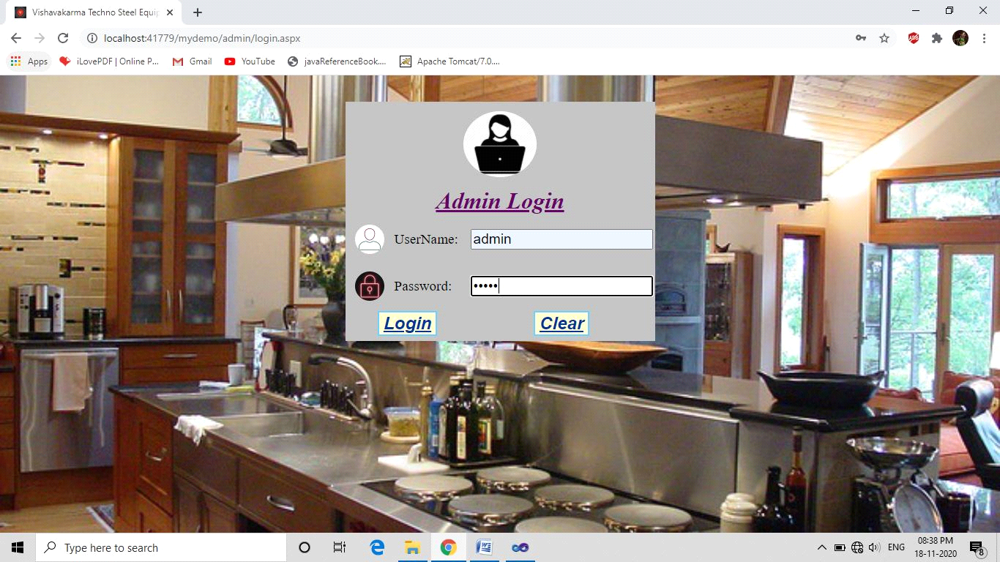 Vishavakarma Techno Steel Equip
localhost:41779/mydemo/admin/login.aspx
ABP
Apps iLovePDF | Online P... Gmail YouTube javaReferenceBook.... Apache Tomcat/7.0....
Admin Login
UserName: admin
Password: •••••
Login Clear
Type here to search
ENG
08:38 PM
18-11-2020
8